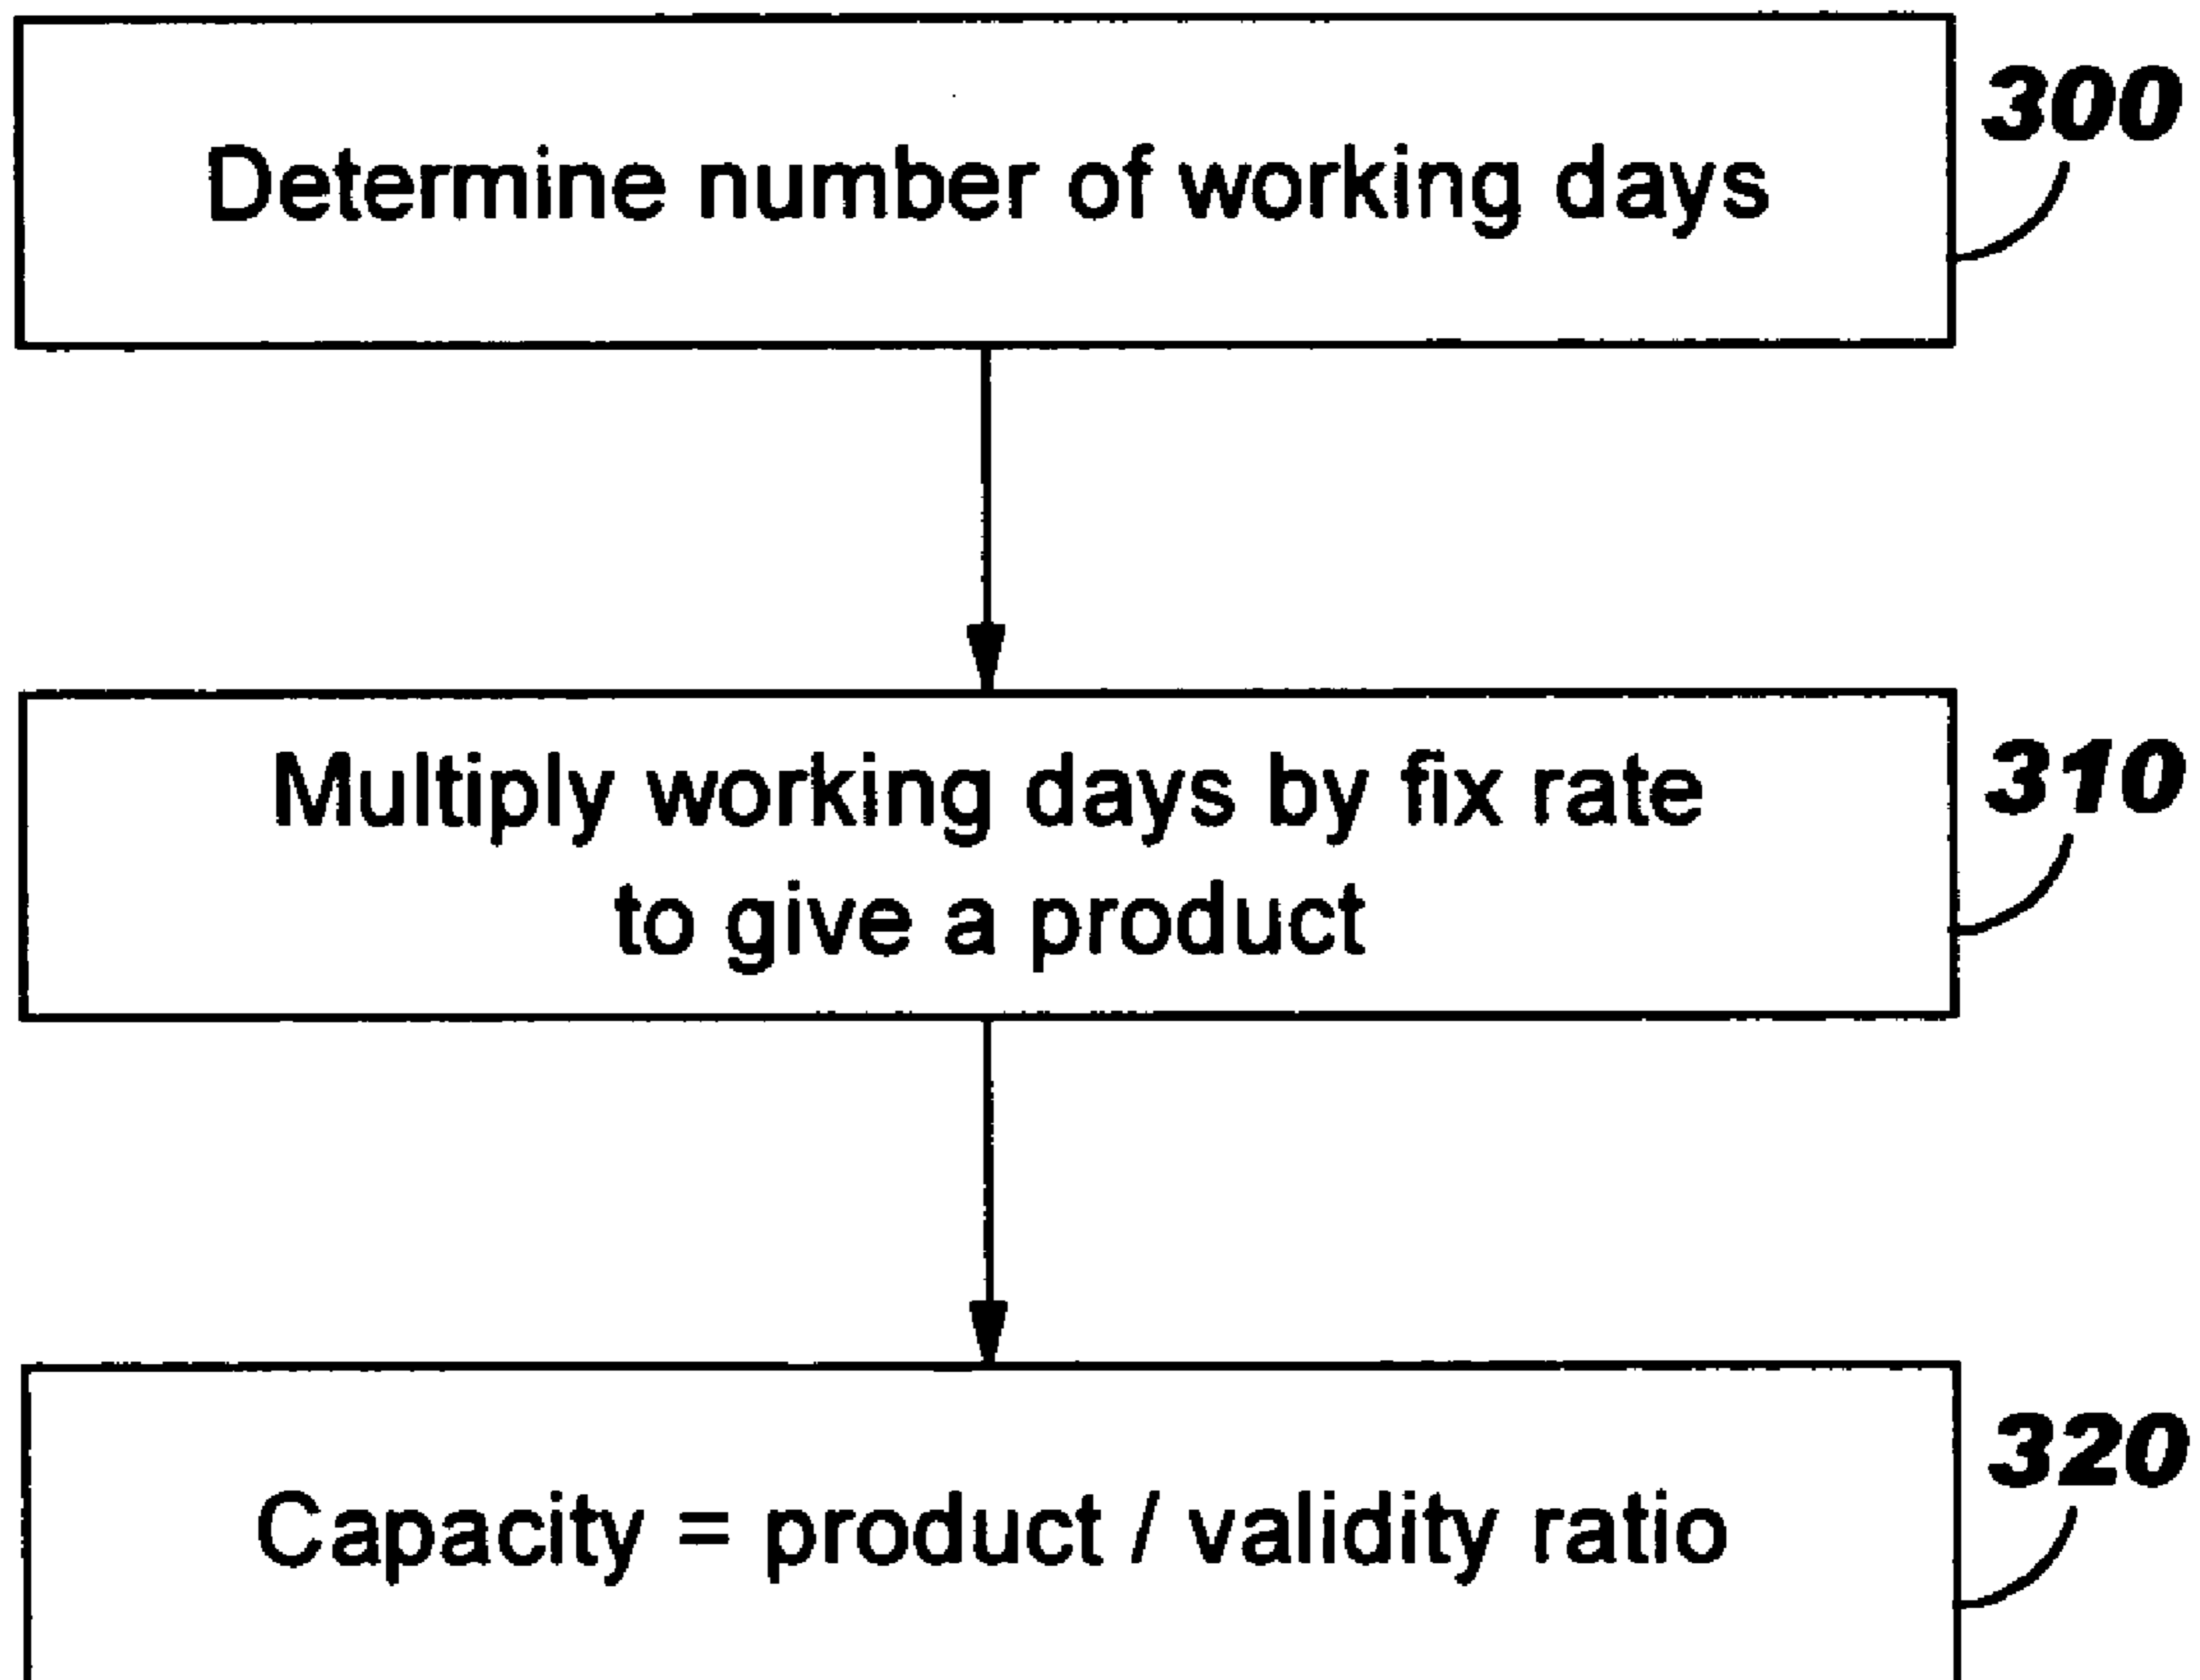 Determine number of working days
300
Multiply working days by fix rate
to give a product
310
Capacity = product / validity ratio
320